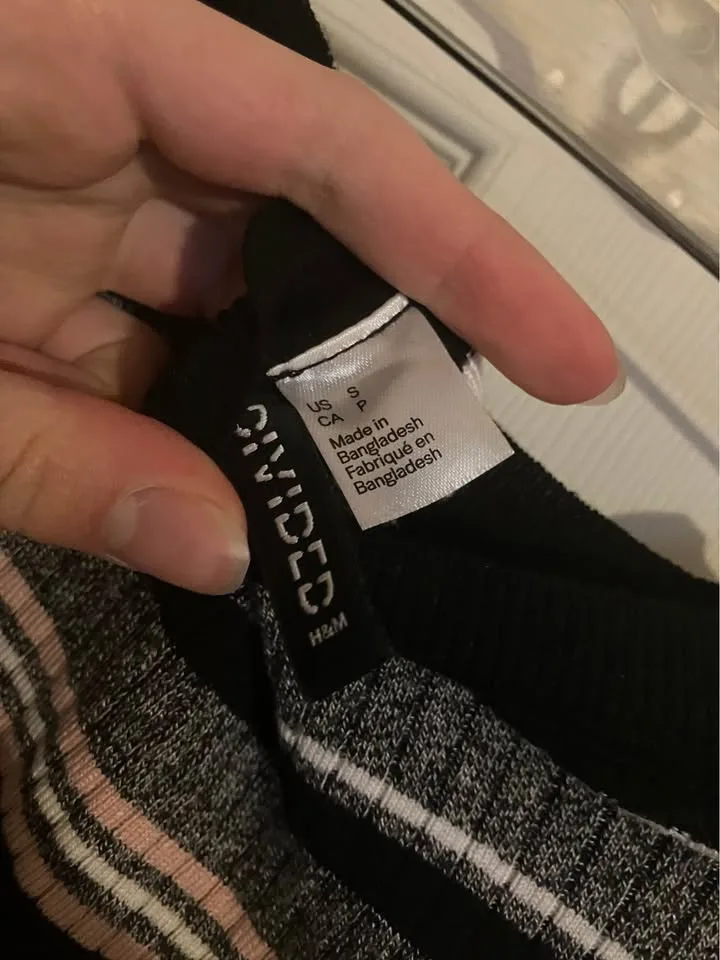 US S
CA P
Made in
Bangladesh
Fabriqué en
Bangladesh
DIVIDED
H&M